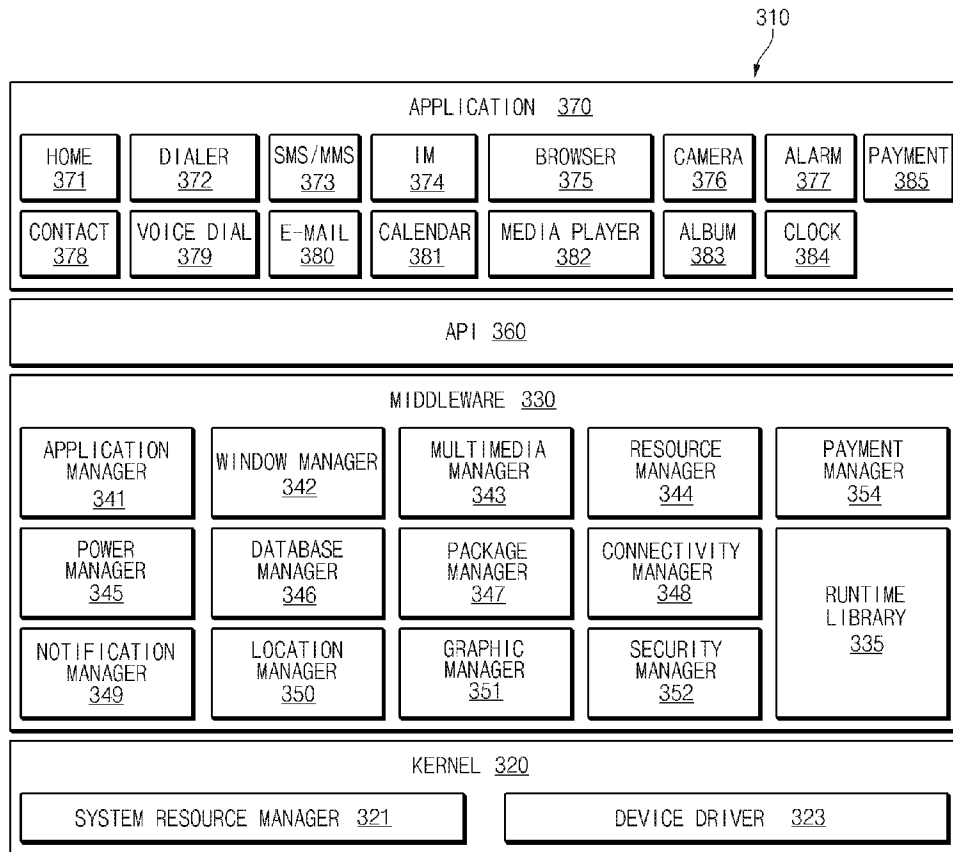 310
APPLICATION 370
HOME
371
DIALER
372
SMS/MMS
373
IM
374
BROWSER
375
CAMERA
376
ALARM
377
PAYMENT
385
CONTACT
378
VOICE DIAL
379
E-MAIL
380
CALENDAR
381
MEDIA PLAYER
382
ALBUM
383
CLOCK
384
API 360
MIDDLEWARE 330
APPLICATION
MANAGER
341
WINDOW MANAGER
342
MULTIMEDIA
MANAGER
343
RESOURCE
MANAGER
344
PAYMENT
MANAGER
354
POWER
MANAGER
345
DATABASE
MANAGER
346
PACKAGE
MANAGER
347
CONNECTIVITY
MANAGER
348
RUNTIME
LIBRARY
335
NOTIFICATION
MANAGER
349
LOCATION
MANAGER
350
GRAPHIC
MANAGER
351
SECURITY
MANAGER
352
KERNEL 320
SYSTEM RESOURCE MANAGER 321
DEVICE DRIVER 323